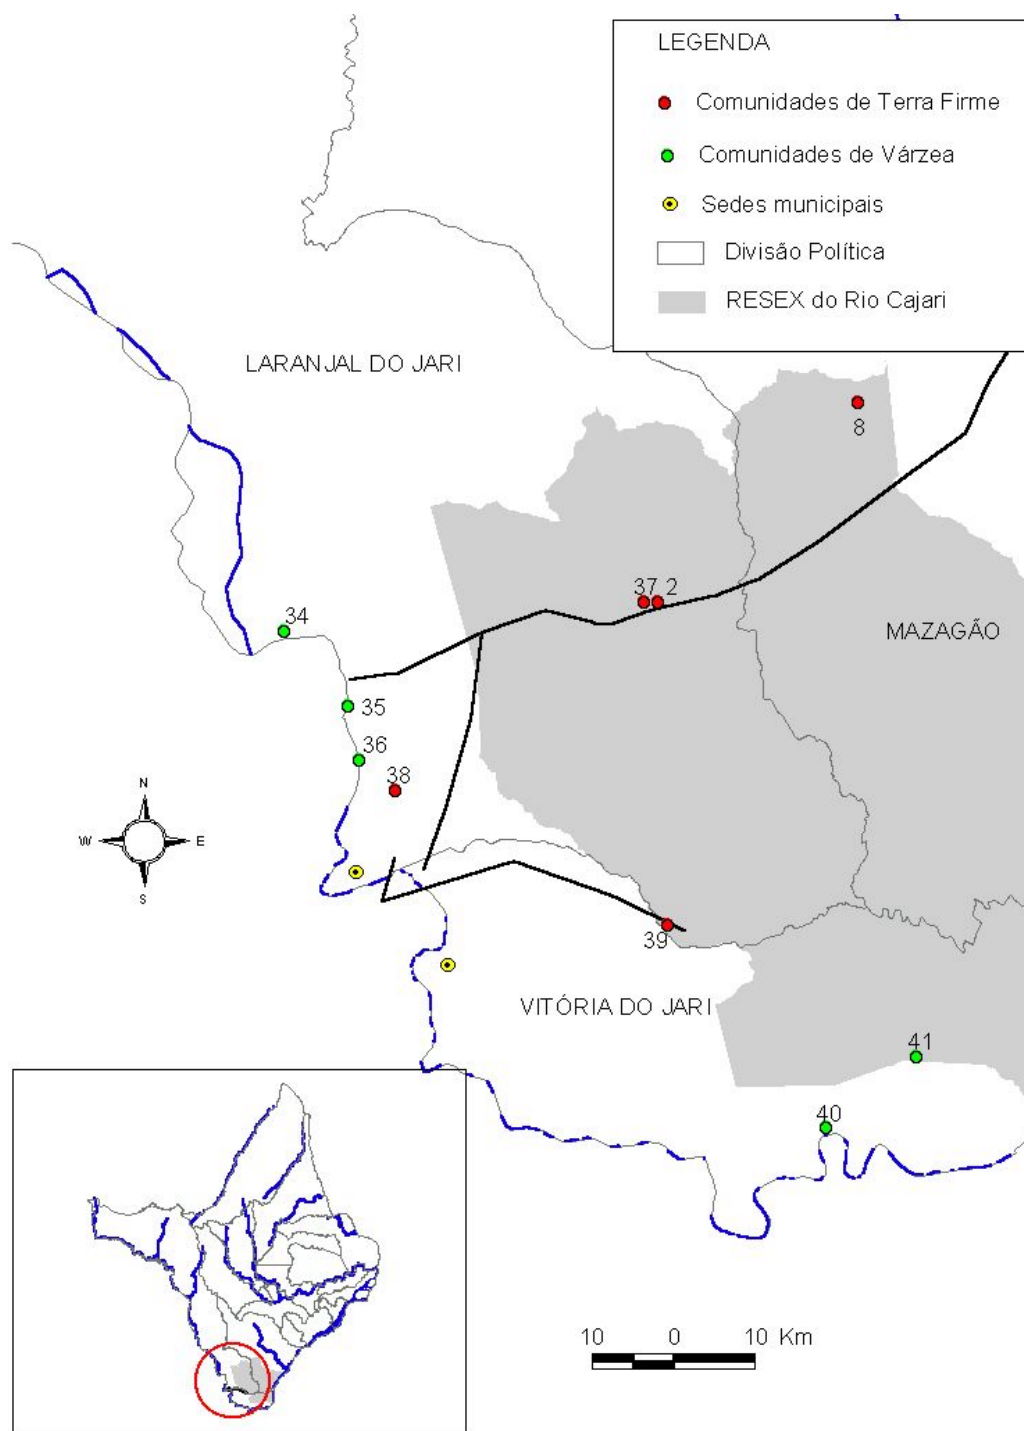 LEGENDA
Comunidades de Terra Firme
Comunidades de Várzea
Sedes municipais
Divisão Política
RESEX do Rio Cajari
LARANJAL DO JARI
8
37 2
34
MAZAGÃO
35
36
38
N
W E
S
39
VITÓRIA DO JARI
41
40
10 0 10 Km